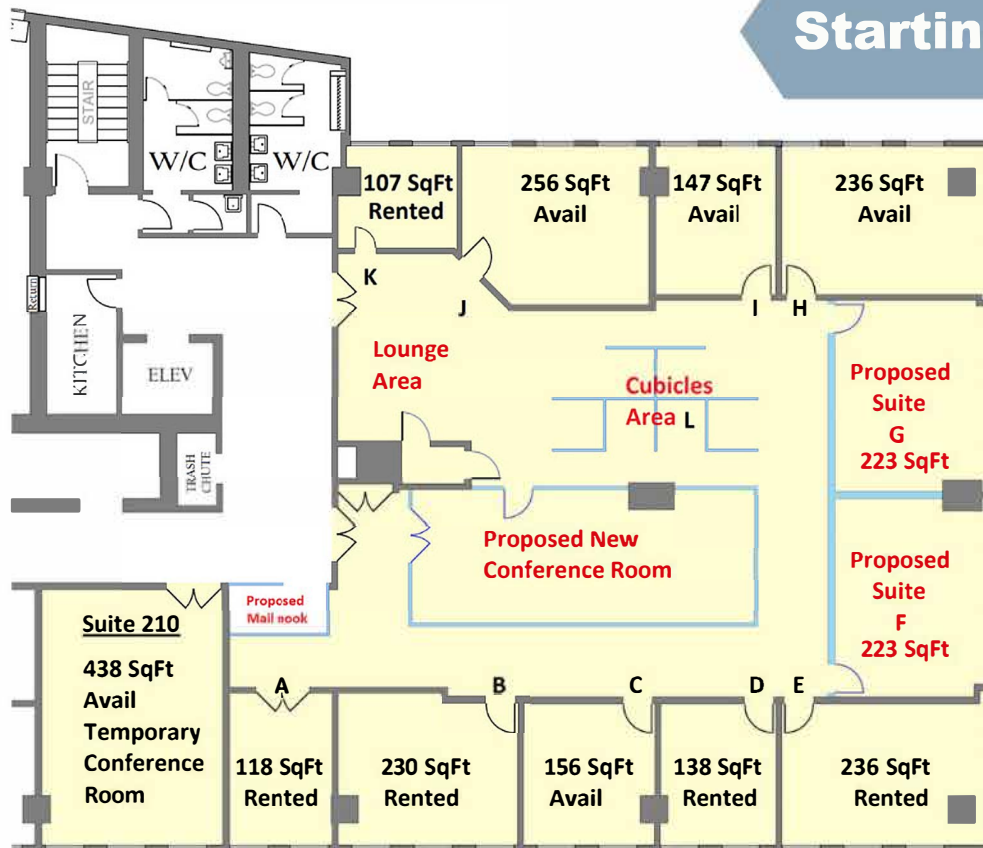 Startin
STAIR
W/C
W/C
107 SqFt
Rented
256 SqFt
Avail
147 SqFt
Avail
236 SqFt
Avail
Return
KITCHEN
ELEV
K
J
I
H
Lounge
Area
Cubicles
Area L
Proposed
Suite
G
223 SqFt
TRASH
CHUTE
Proposed New
Conference Room
Proposed
Suite
F
223 SqFt
Proposed
Mail nook
Suite 210
438 SqFt
Avail
Temporary
Conference
Room
A
B
C
D
E
118 SqFt
Rented
230 SqFt
Rented
156 SqFt
Avail
138 SqFt
Rented
236 SqFt
Rented